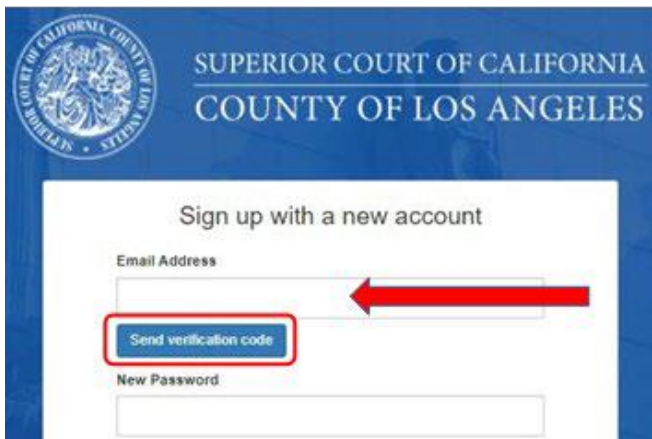 SUPERIOR COURT OF CALIFORNIA
COUNTY OF LOS ANGELES
Sign up with a new account
Email Address
Send verification code
New Password